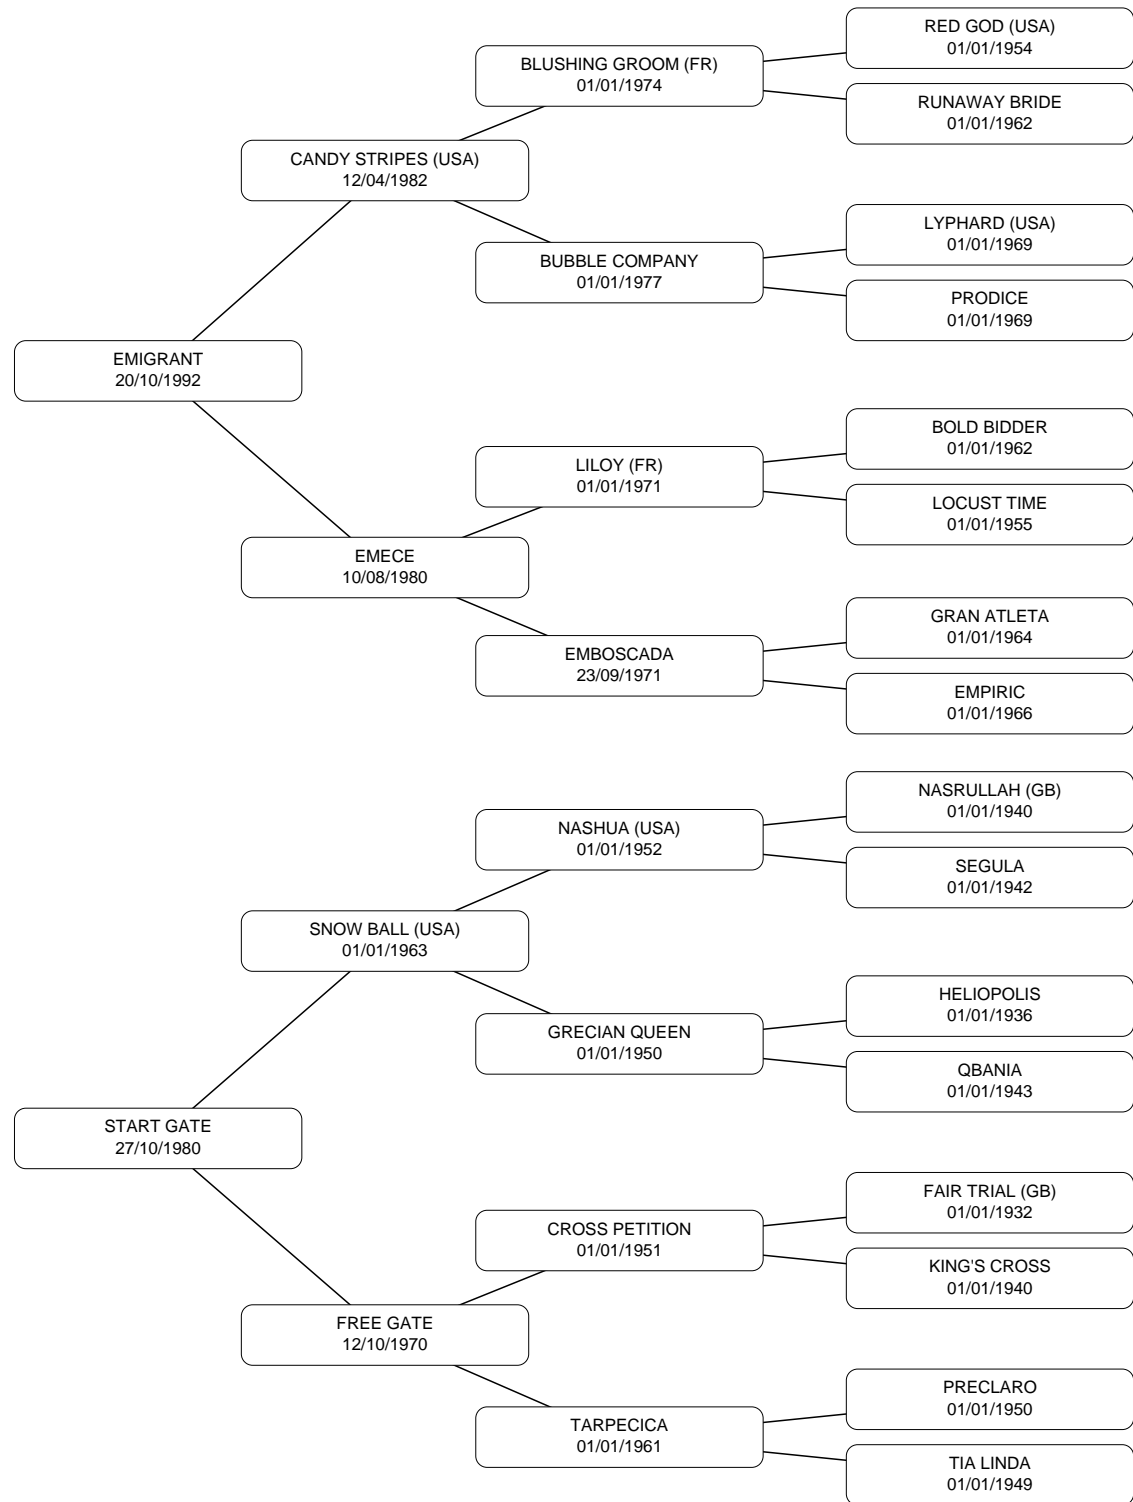 RED GOD (USA)
01/01/1954
BLUSHING GROOM (FR)
01/01/1974
RUNAWAY BRIDE
01/01/1962
CANDY STRIPES (USA)
12/04/1982
LYPHARD (USA)
01/01/1969
BUBBLE COMPANY
01/01/1977
PRODICE
01/01/1969
EMIGRANT
20/10/1992
BOLD BIDDER
01/01/1962
LILOY (FR)
01/01/1971
LOCUST TIME
01/01/1955
EMECE
10/08/1980
GRAN ATLETA
01/01/1964
EMBOSCADA
23/09/1971
EMPIRIC
01/01/1966
NASRULLAH (GB)
01/01/1940
NASHUA (USA)
01/01/1952
SEGULA
01/01/1942
SNOW BALL (USA)
01/01/1963
HELIOPOLIS
01/01/1936
GRECIAN QUEEN
01/01/1950
QBANIA
01/01/1943
START GATE
27/10/1980
FAIR TRIAL (GB)
01/01/1932
CROSS PETITION
01/01/1951
KING'S CROSS
01/01/1940
FREE GATE
12/10/1970
PRECLARO
01/01/1950
TARPECICA
01/01/1961
TIA LINDA
01/01/1949